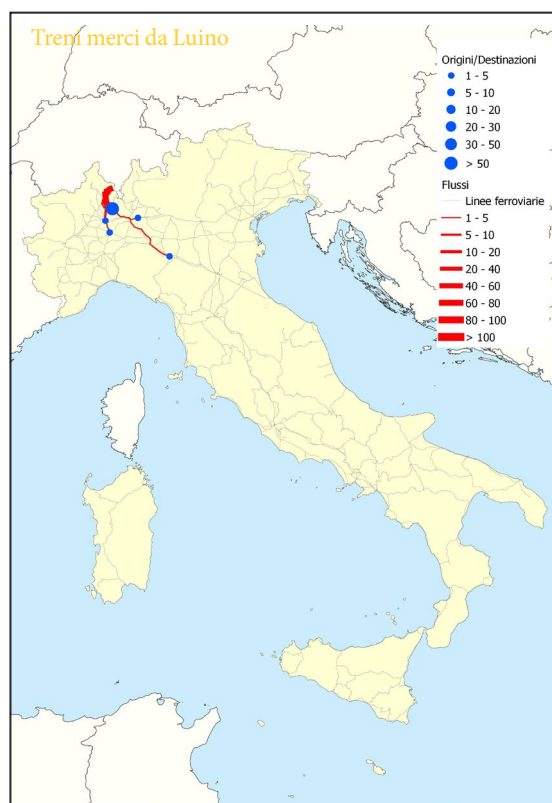 Treni merci da Luino
Origini/Destinazioni
1 - 5
5 - 10
10 - 20
20 - 30
30 - 50
> 50
Flussi
Linee ferroviarie
1 - 5
5 - 10
10 - 20
20 - 40
40 - 60
60 - 80
80 - 100
> 100